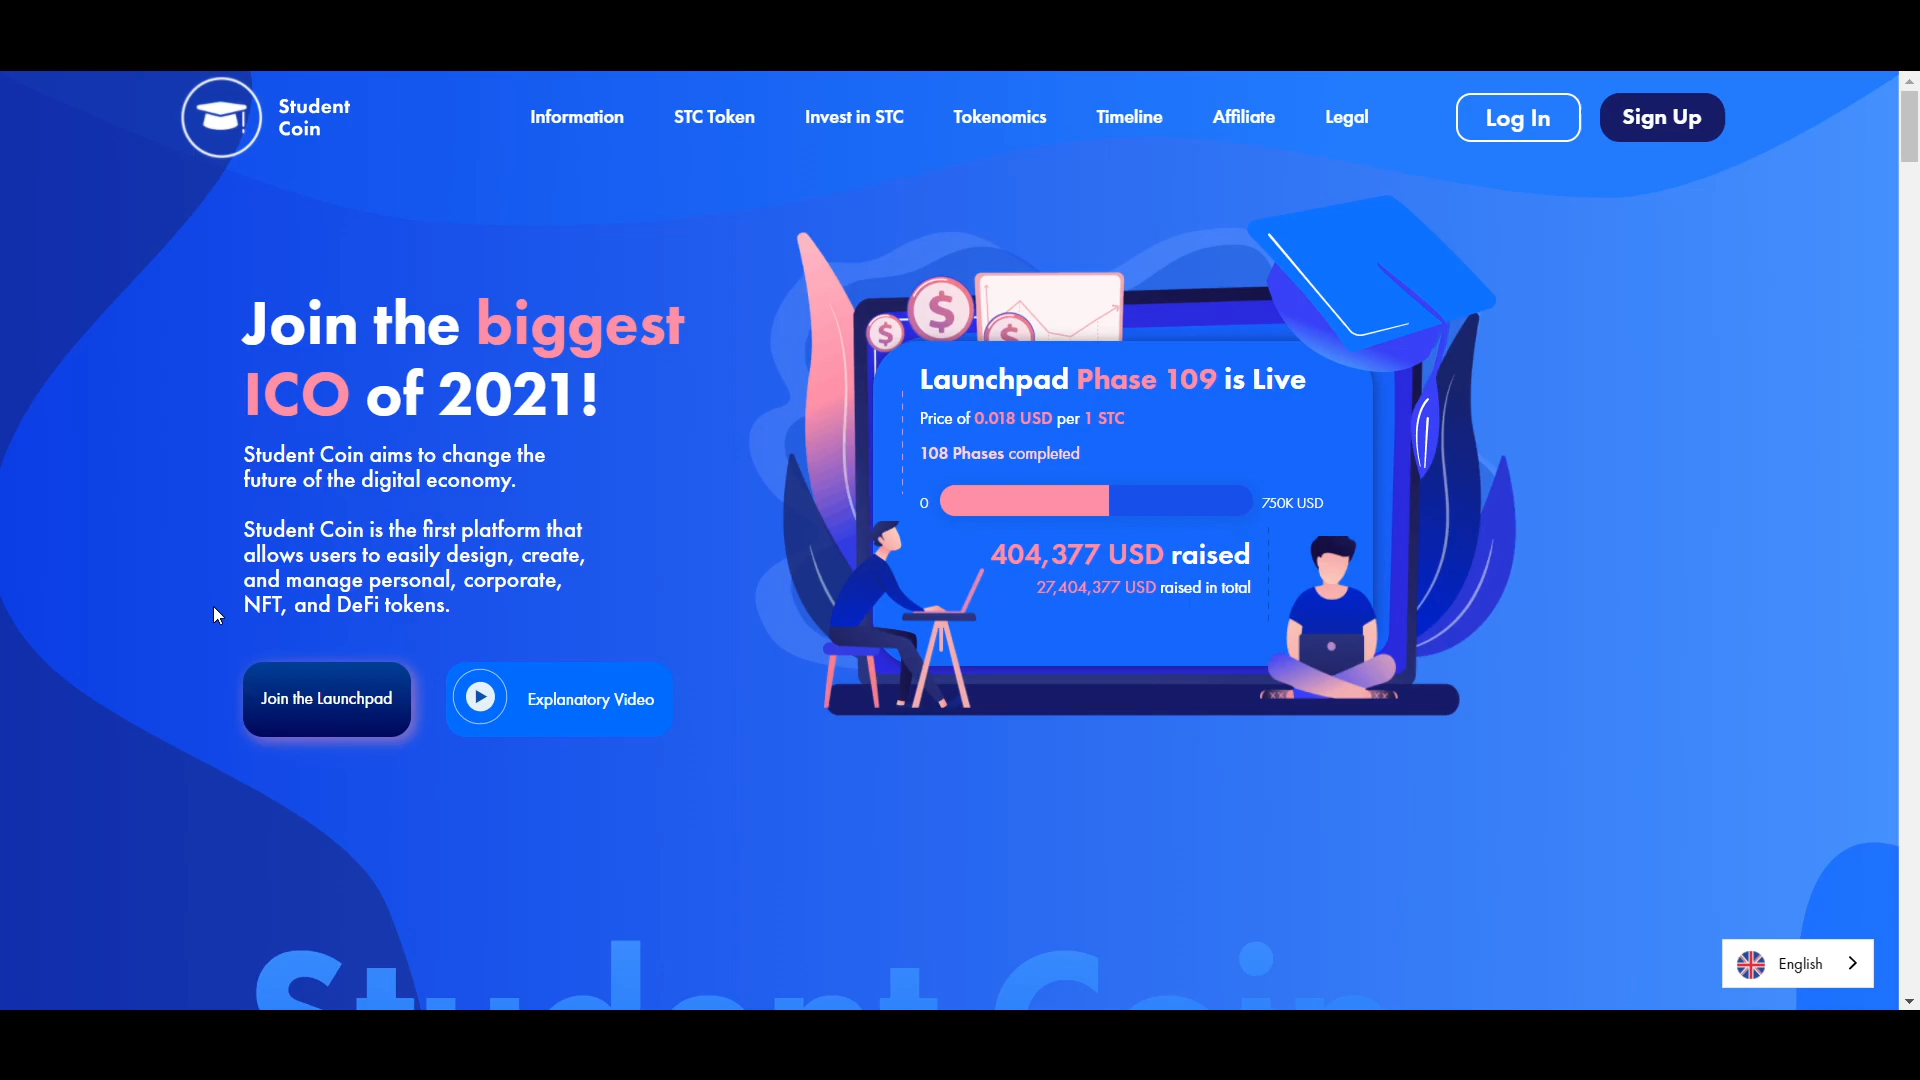 Student
Coin
Information
STC Token
Invest in STC
Tokenomics
Timeline
Affiliate
Legal
Log In
Sign Up
Join the biggest
ICO of 2021!
Student Coin aims to change the
future of the digital economy.
Student Coin is the first platform that
allows users to easily design, create,
and manage personal, corporate,
NFT, and DeFi tokens.
Join the Launchpad
Explanatory Video
Launchpad Phase 109 is Live
Price of 0.018 USD per 1 STC
108 Phases completed
0
750K USD
404,377 USD raised
27,404,377 USD raised in total
Student Coin
English